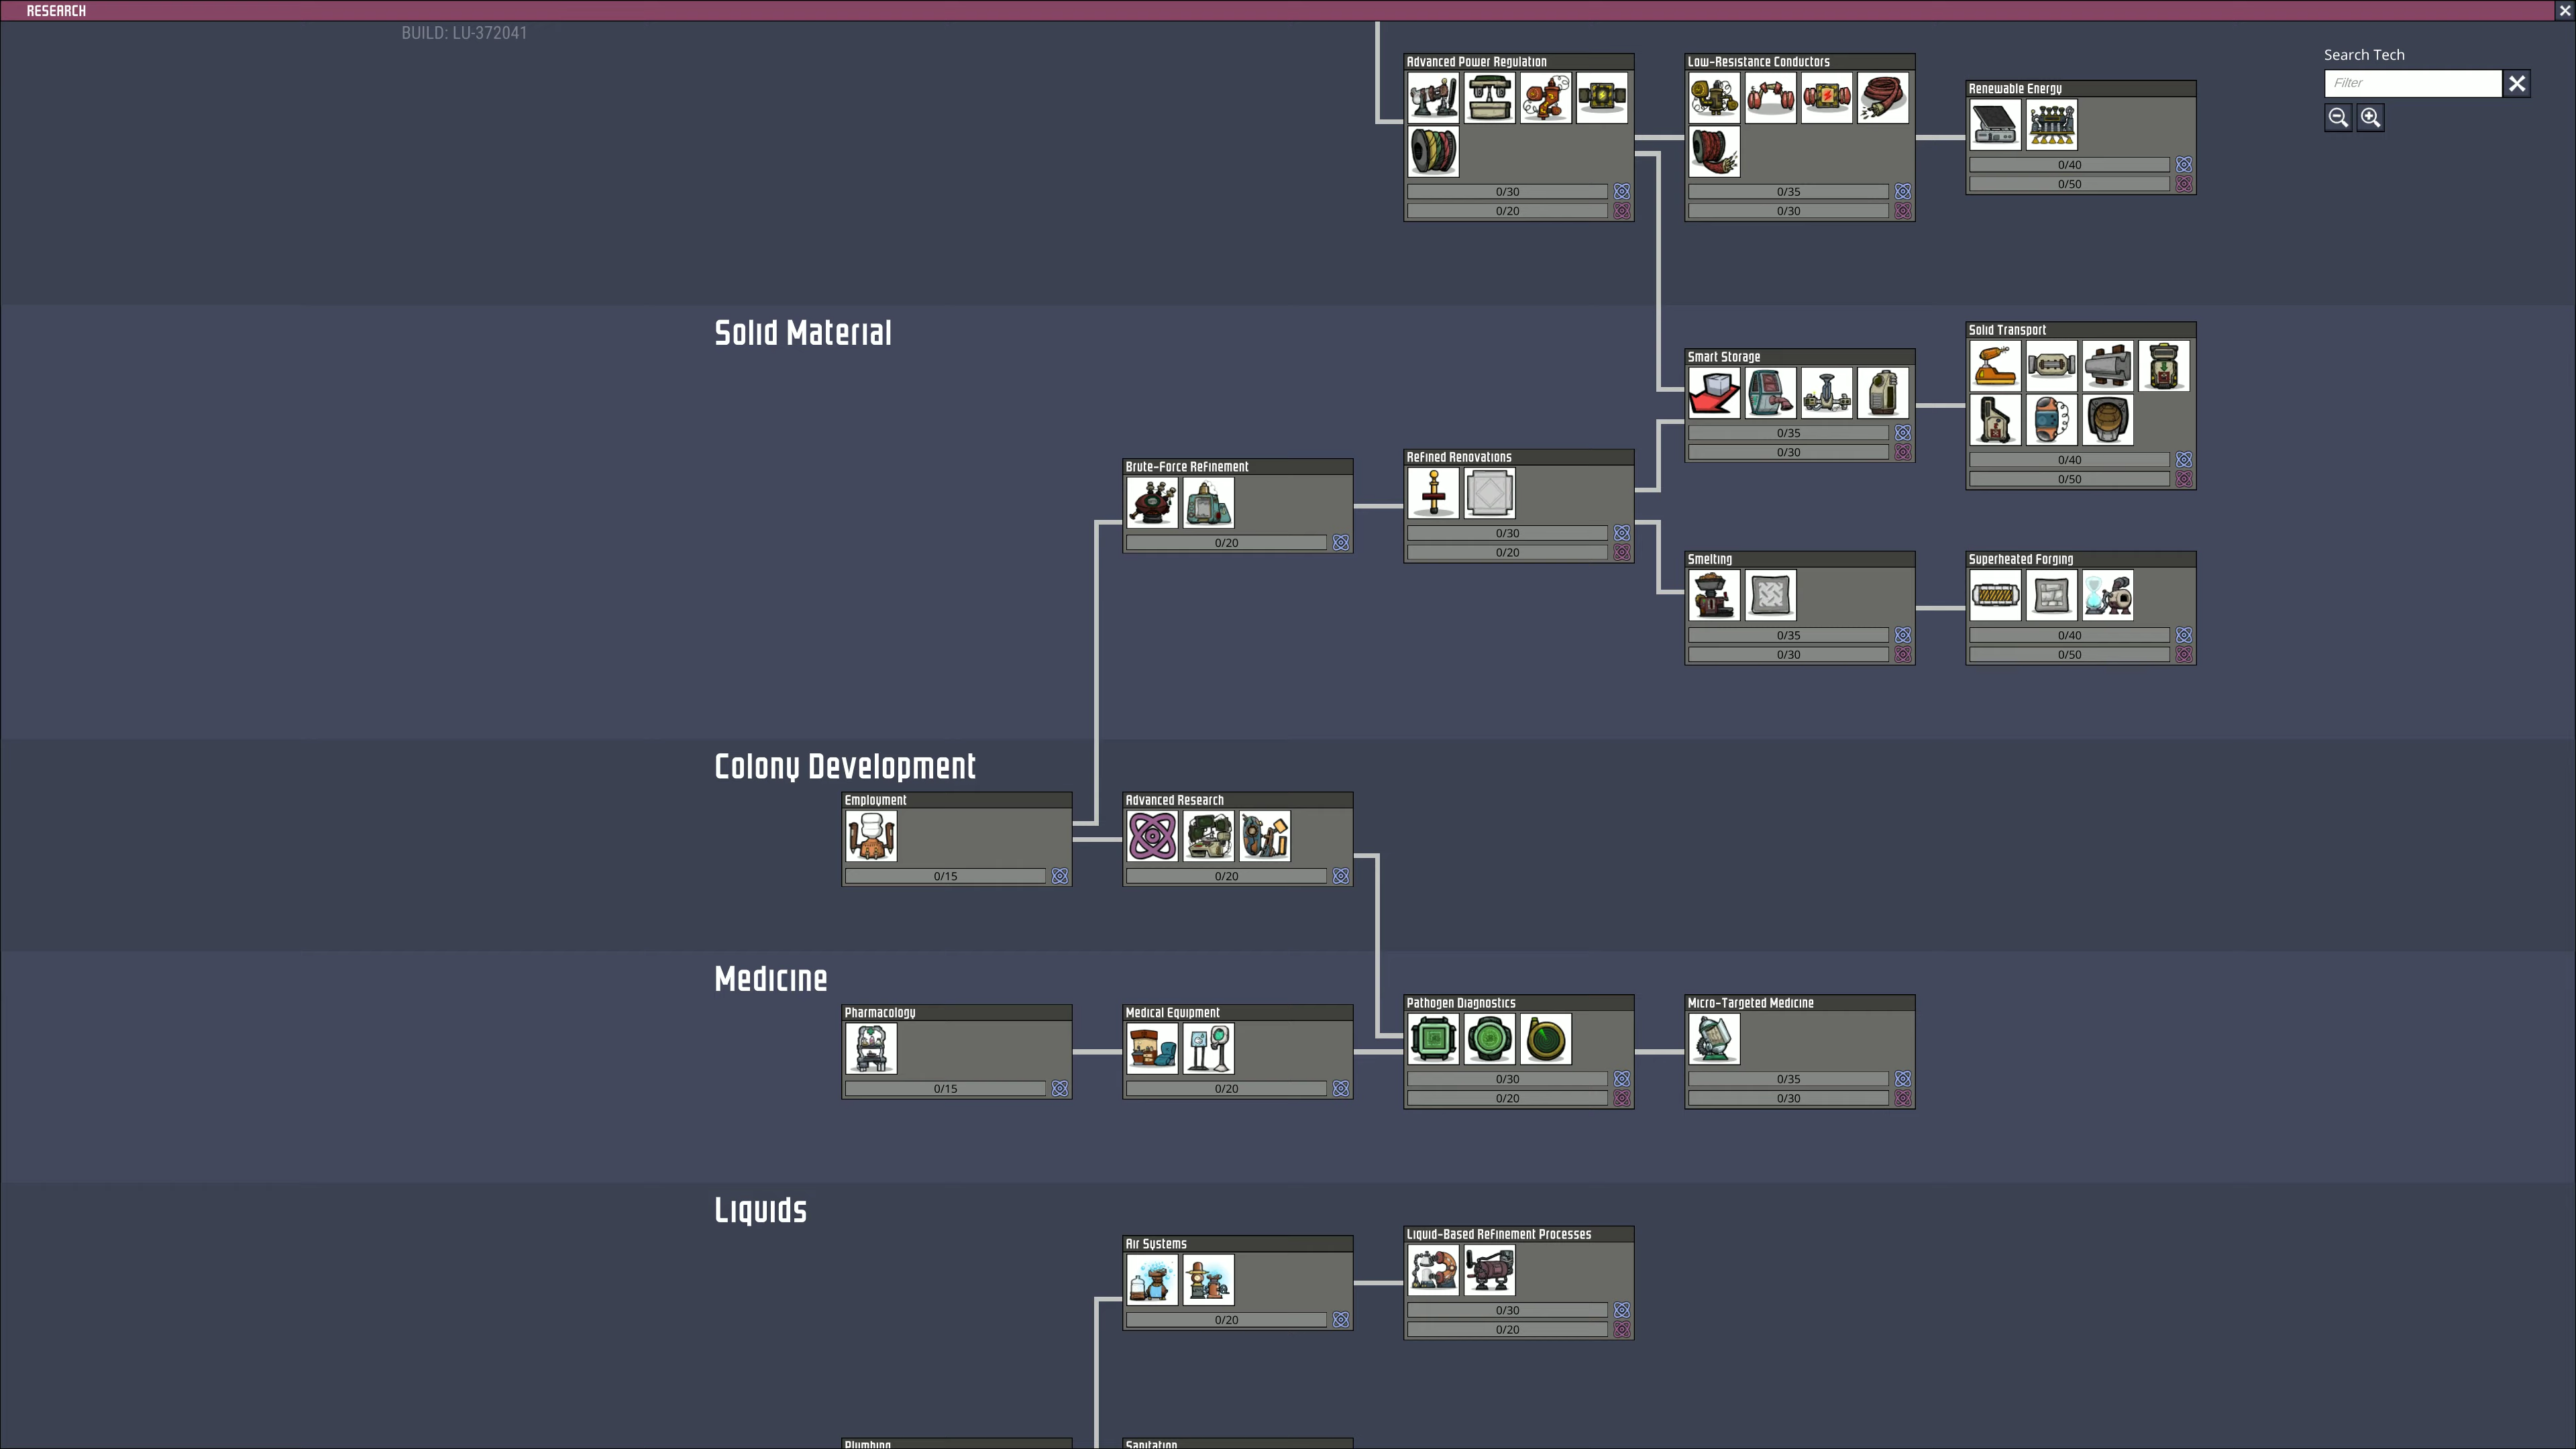 RESEARCH
BUILD: LU-372041
Search Tech
Filter
Advanced Power Regulation
0/30
0/20
Low-Resistance Conductors
0/35
0/30
Renewable Energy
0/40
0/50
Solid Material
Smart Storage
0/35
0/30
Solid Transport
0/40
0/50
Brute-Force Refinement
0/20
Refined Renovations
0/30
0/20
Smelting
0/35
0/30
Superheated Forging
0/40
0/50
Colony Development
Employment
0/15
Advanced Research
0/20
Medicine
Pharmacology
0/15
Medical Equipment
0/20
Pathogen Diagnostics
0/30
0/20
Micro-Targeted Medicine
0/35
0/30
Liquids
Air Systems
0/20
Liquid-Based Refinement Processes
0/30
0/20
Plumbing
Sanitation